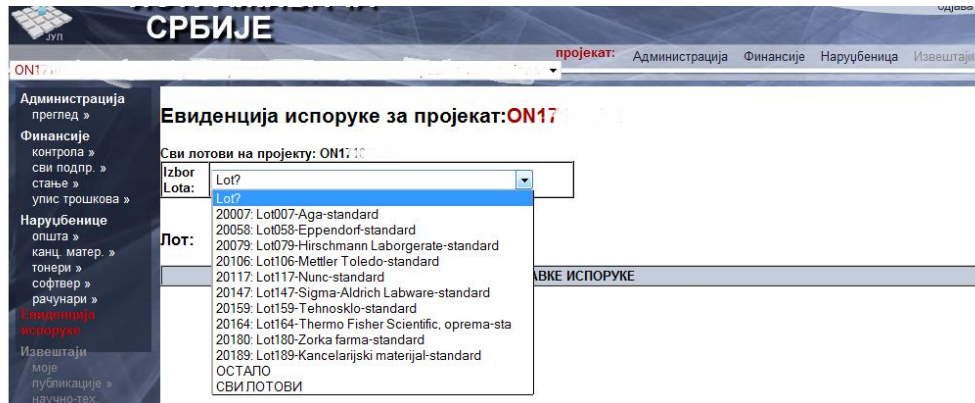 ЈУП
СРБИЈЕ
одјава
пројекат: Администрација Финансије Наруџбеница Извештаји
Администрација
преглед »
Финансије
контрола »
сви подпр. »
стање »
упис трошкова »
Наруџбенице
општа »
канц. матер. »
тонери »
софтвер »
рачунари »
Евиденција
испоруке
Извештаји
моје
публикације »
научно-тех.
Евиденција испоруке за пројекат:ON17
Сви лотови на пројекту: ON17
Izbor
Lota:
Lot?
Lot?
20007: Lot007-Aga-standard
20058: Lot058-Eppendorf-standard
20079: Lot079-Hirschmann Laborgerate-standard
20106: Lot106-Mettler Toledo-standard
20117: Lot117-Nunc-standard
20147: Lot147-Sigma-Aldrich Labware-standard
20159: Lot159-Tehnosklo-standard
20164: Lot164-Thermo Fisher Scientific, oprema-sta
20180: Lot180-Zorka farma-standard
20189: Lot189-Kancelarijski materijal-standard
ОСТАЛО
СВИ ЛОТОВИ
Лот:
ИСПОРУКЕ